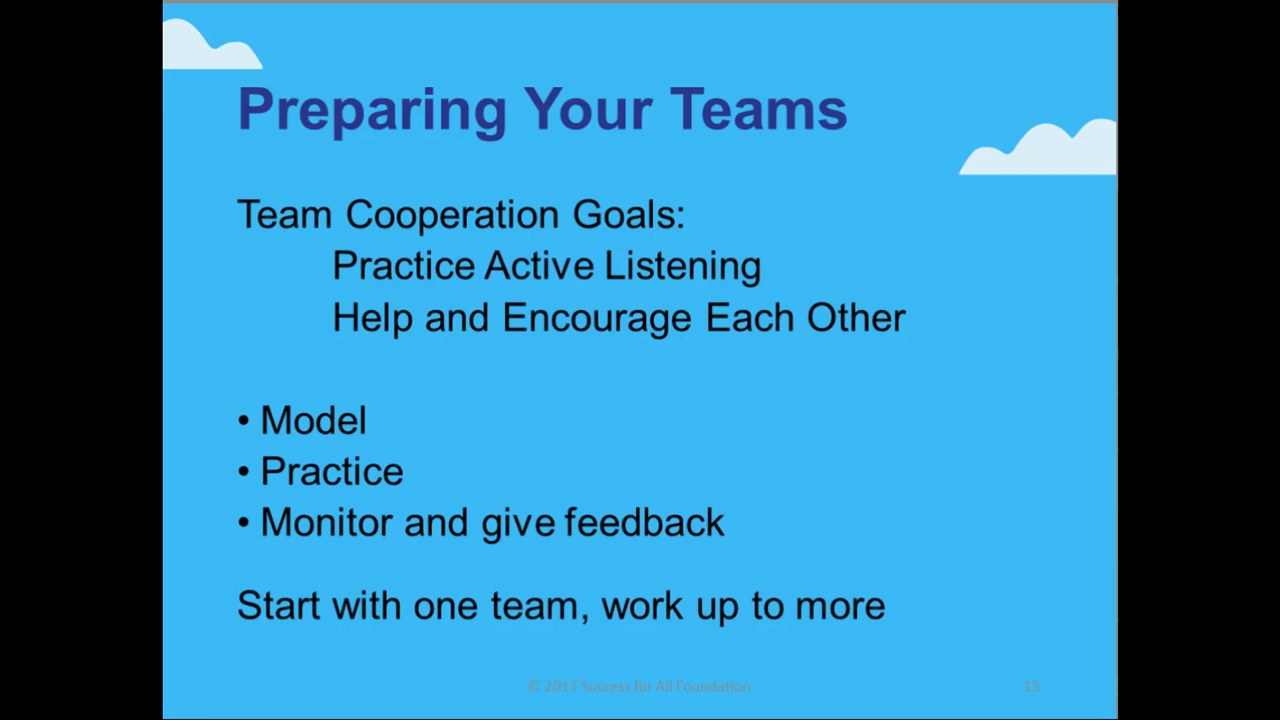 Preparing Your Teams
Team Cooperation Goals:
Practice Active Listening
Help and Encourage Each Other
• Model
• Practice
• Monitor and give feedback
Start with one team, work up to more
© 2017 Success for All Foundation
15